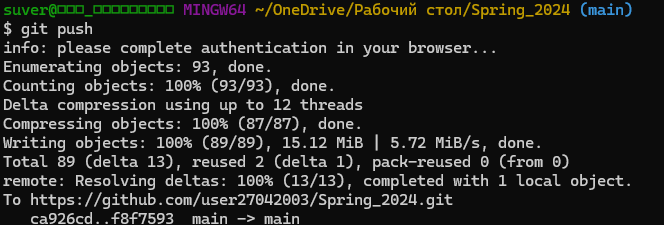 suver@□□□_□□□□□□□□□ MINGW64 ~/OneDrive/Рабочий стол/Spring_2024 (main)
$ git push
info: please complete authentication in your browser...
Enumerating objects: 93, done.
Counting objects: 100% (93/93), done.
Delta compression using up to 12 threads
Compressing objects: 100% (87/87), done.
Writing objects: 100% (89/89), 15.12 MiB | 5.72 MiB/s, done.
Total 89 (delta 13), reused 2 (delta 1), pack-reused 0 (from 0)
remote: Resolving deltas: 100% (13/13), completed with 1 local object.
To https://github.com/user27042003/Spring_2024.git
   ca926cd..f8f7593  main -> main